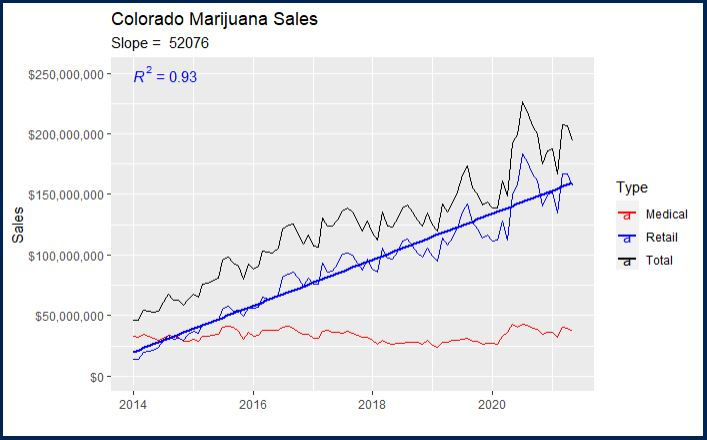 Colorado Marijuana Sales
Slope = 52076
R² = 0.93
$250,000,000
$200,000,000
$150,000,000
$100,000,000
$50,000,000
$0
Sales
2014 2016 2018 2020
Type
a Medical
a Retail
a Total